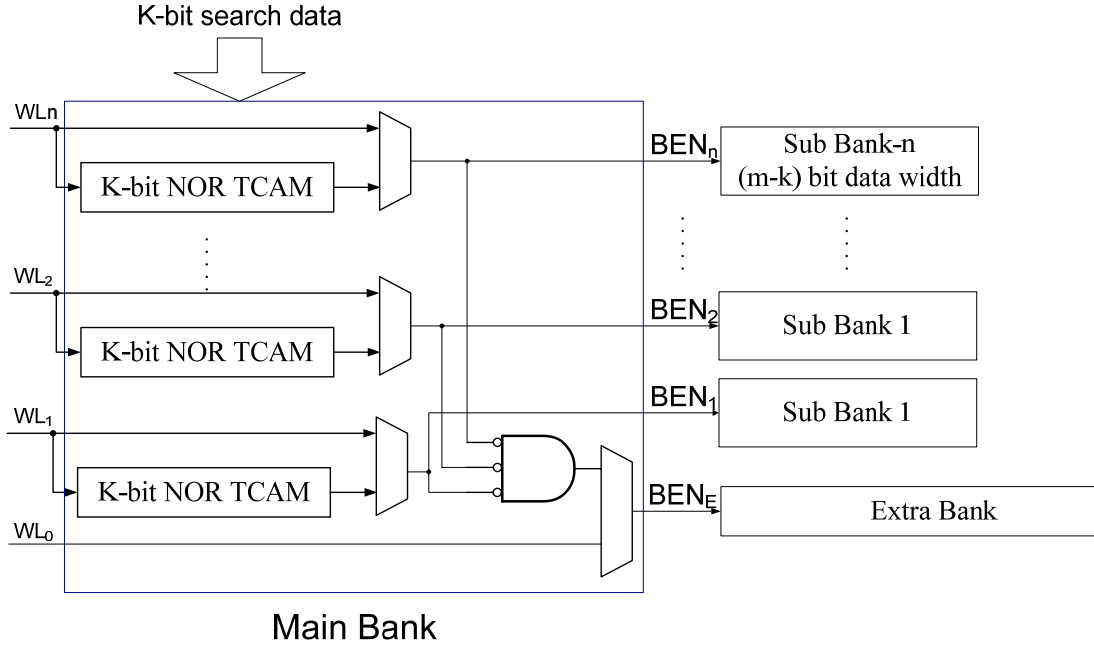 K-bit search data
WLn
BENn
Sub Bank-n
(m-k) bit data width
K-bit NOR TCAM
WL2
BEN2
Sub Bank 1
K-bit NOR TCAM
BEN1
Sub Bank 1
WL1
K-bit NOR TCAM
BENE
Extra Bank
WL0
Main Bank